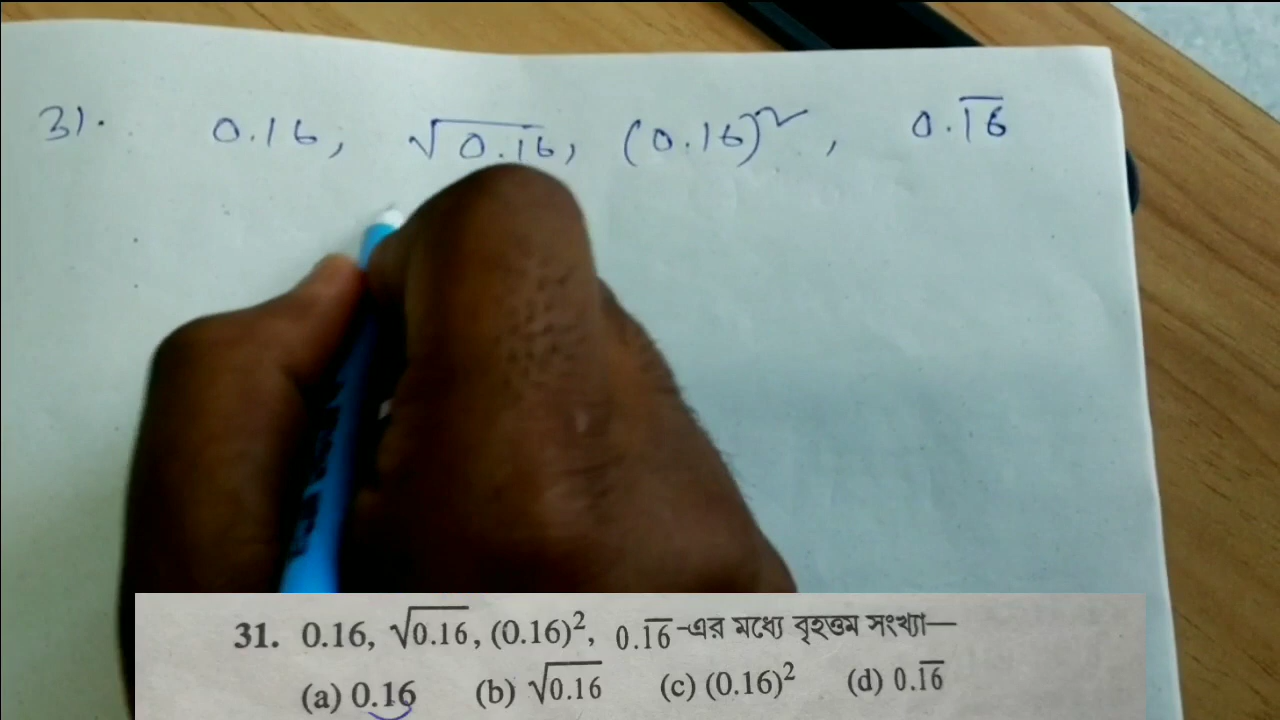 31. 0.16, √0.16, (0.16)², 0.1̅6̅
31. 0.16, √0.16, (0.16)², 0.1̅6̅ -এর মধ্যে বৃহত্তম সংখ্যা—
(a) 0.16 (b) √0.16 (c) (0.16)² (d) 0.1̅6̅